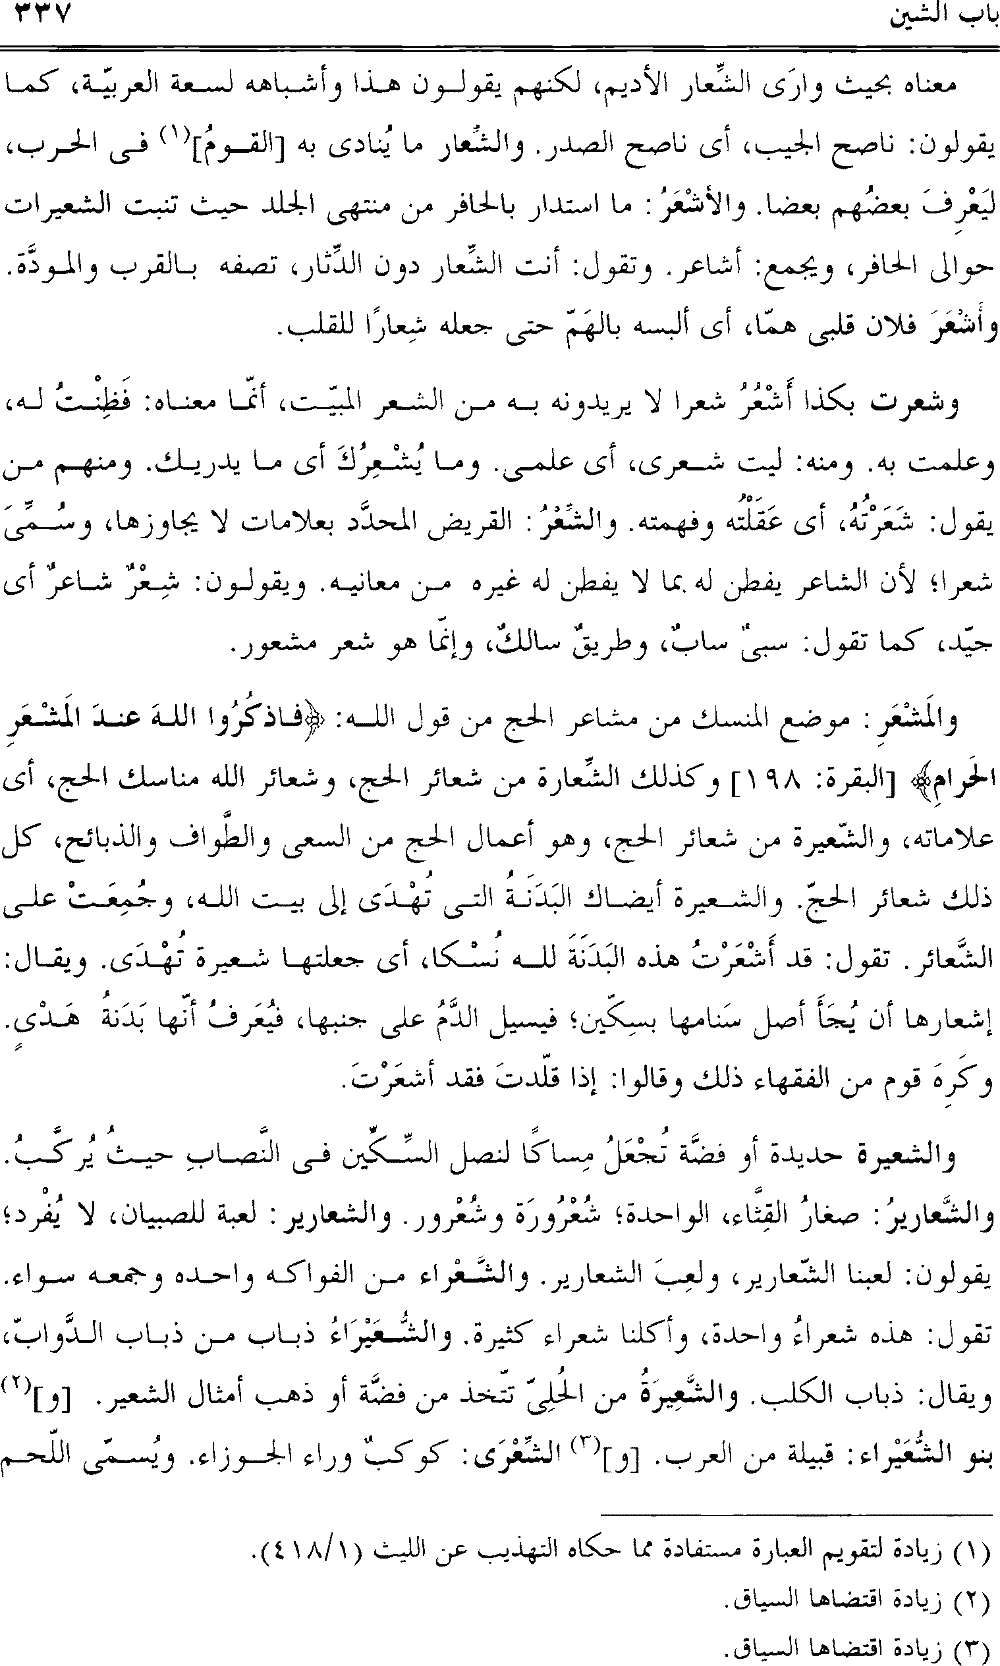 باب الشين ٣٣٧
معناه بحيث وارَى الشِّعار الأديم، لكنهم يقولون هذا وأشباهه لسعة العربيّة، كما
يقولون: ناصح الجيب، أى ناصح الصدر. والشِّعار ما يُنادى به [القومُ](١) فى الحرب،
لَيَعْرِفَ بعضُهم بعضا. والأشْعَرُ: ما استدار بالحافر من منتهى الجلد حيث تنبت الشعيرات
حوالى الحافر، ويجمع: أشاعر. وتقول: أنت الشِّعار دون الدِّثار، تصفه بالقرب والمودَّة.
وأَشْعَرَ فلان قلبى همّا، أى ألبسه بالهَمّ حتى جعله شِعارًا للقلب.
وشعرت بكذا أَشْعُرُ شعرا لا يريدونه به من الشعر المبيّت، أنّما معناه: فَطِنْتُ له،
وعلمت به. ومنه: ليت شعرى، أى علمى. وما يُشْعِرُكَ أى ما يدريك. ومنهم من
يقول: شَعَرْتُهُ، أى عَقَلْتُه وفهمته. والشِّعْرُ: القريض المحدَّد بعلامات لا يجاوزها، وسُمِّىَ
شعرا؛ لأن الشاعر يفطن له بما لا يفطن له غيره من معانيه. ويقولون: شِعْرٌ شاعرٌ أى
جيّد، كما تقول: سبىٌ سابٌ، وطريقٌ سالكٌ، وإنّما هو شعر مشعور.
والَمشْعَرِ: موضع المنسك من مشاعر الحج من قول الله: ﴿فاذكُرُوا اللهَ عندَ الَمشْعَرِ
الحَرامِ﴾ [البقرة: ١٩٨] وكذلك الشِّعارة من شعائر الحج، وشعائر الله مناسك الحج، أى
علاماته، والشّعيرة من شعائر الحج، وهو أعمال الحج من السعى والطَّواف والذبائح، كل
ذلك شعائر الحجّ. والشعيرة أيضاك البَدَنَةُ التى تُهْدَى إلى بيت الله، وجُمِعَتْ على
الشَّعائر. تقول: قد أَشْعَرْتُ هذه البَدَنَةَ لله نُسْكا، أى جعلتها شعيرة تُهْدَى. ويقال:
إشعارها أن يُجَأَ أصل سَنامها بسِكّين؛ فيسيل الدَّمُ على جنبها، فيُعَرفُ أنّها بَدَنةُ هَدْىٍ.
وكَرِهَ قوم من الفقهاء ذلك وقالوا: إذا قلّدتَ فقد أشعَرْتَ.
والشعيرة حديدة أو فضَّة تُجْعَلُ مِساكًا لنصل السِّكّين فى النَّصابِ حيثُ يُركَّبُ.
والشَّعاريرُ: صغارُ القِثَّاء، الواحدة؛ شُعْرُورَة وشُعْرور. والشعارير: لعبة للصبيان، لا يُفْرد؛
يقولون: لعبنا الشّعارير، ولعِبَ الشعارير. والشَّعْراء من الفواكه واحده وجمعه سواء.
تقول: هذه شعراءُ واحدة، وأكلنا شعراء كثيرة. والشُّعَيْرَاءُ ذباب من ذباب الدَّوابّ،
ويقال: ذباب الكلب. والشَّعِيرَةُ من الحُلِىّ تتّخذ من فضَّة أو ذهب أمثال الشعير. [و](٢)
بنو الشُّعَيْراء: قبيلة من العرب. [و](٣) الشِّعْرَى: كوكبٌ وراء الجوزاء. ويُسمّى اللّحم
(١) زيادة لتقويم العبارة مستفادة مما حكاه التهذيب عن الليث (٤١٨/١).
(٢) زيادة اقتضاها السياق.
(٣) زيادة اقتضاها السياق.